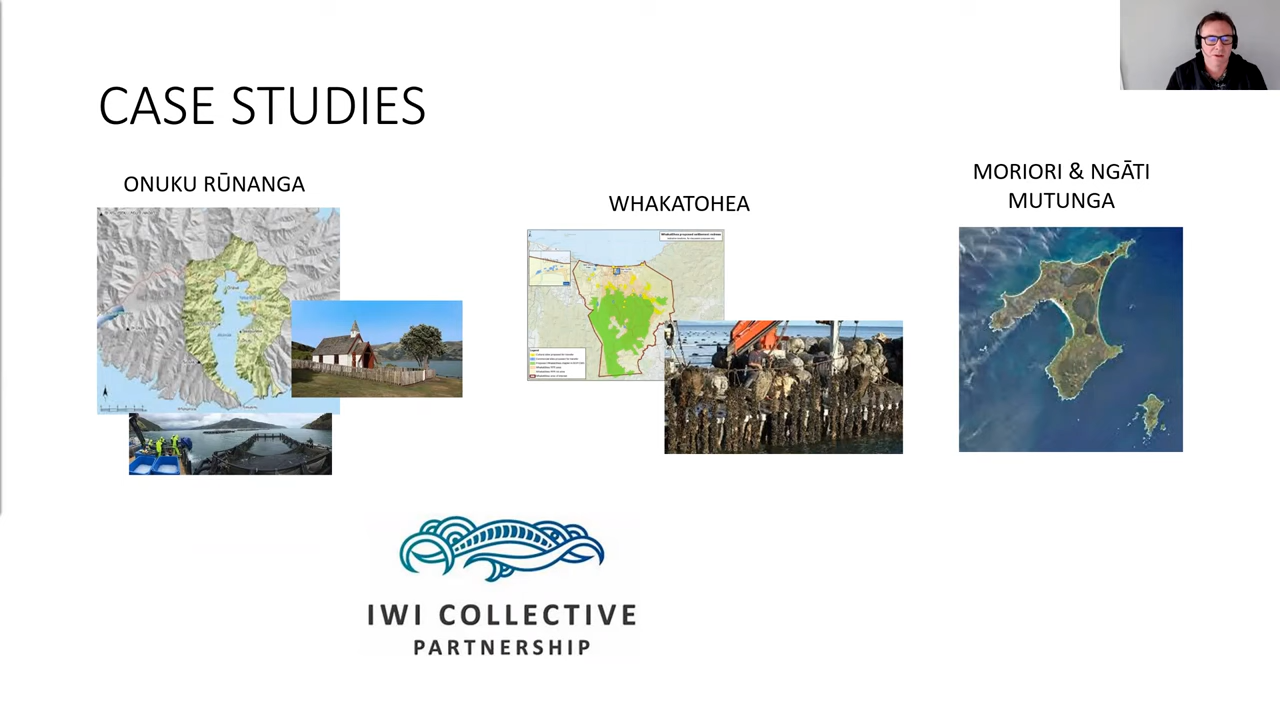 CASE STUDIES
ONUKU RŪNANGA
WHAKATOHEA
MORIORI & NGĀTI
MUTUNGA
IWI COLLECTIVE
PARTNERSHIP